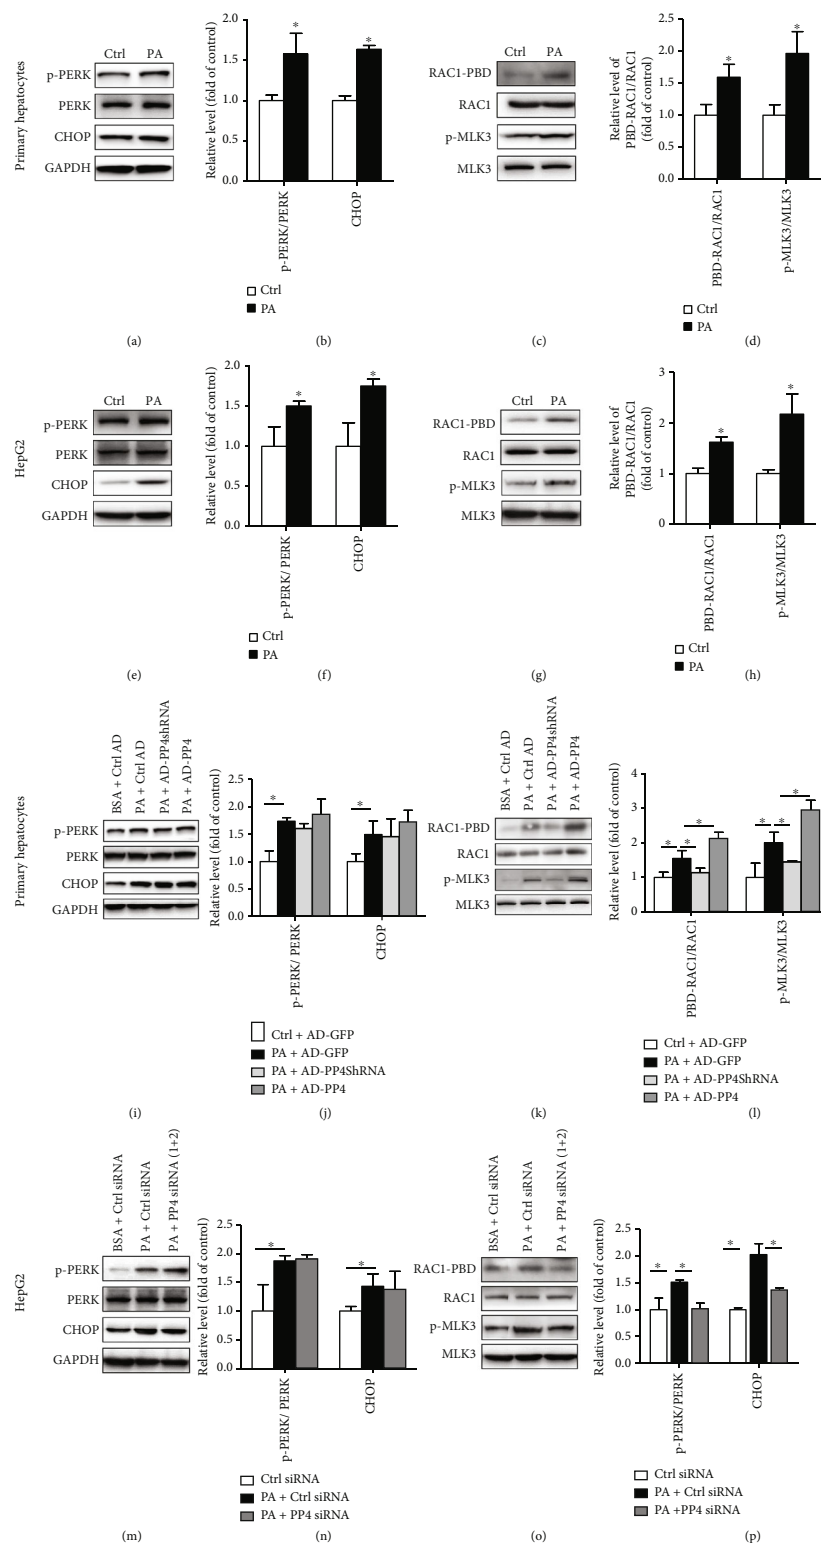 Primary hepatocytes
Ctrl PA
p-PERK
PERK
CHOP
GAPDH
(a)
Relative level (fold of control)
2.0
1.5
1.0
0.5
0.0
* *
p-PERK/PERK
CHOP
Ctrl
PA
(b)
Ctrl PA
RAC1-PBD
RAC1
p-MLK3
MLK3
(c)
Relative level of
PBD-RAC1/RAC1
(fold of control)
2.5
2.0
1.5
1.0
0.5
0.0
* *
PBD-RAC1/RAC1
p-MLK3/MLK3
Ctrl
PA
(d)
HepG2
Ctrl PA
p-PERK
PERK
CHOP
GAPDH
(e)
Relative level (fold of control)
2.0
1.5
1.0
0.5
0.0
* *
p-PERK/ PERK
CHOP
Ctrl
PA
(f)
Ctrl PA
RAC1-PBD
RAC1
p-MLK3
MLK3
(g)
Relative level of
PBD-RAC1/RAC1
(fold of control)
3
2
1
0
* *
PBD-RAC1/RAC1
p-MLK3/MLK3
Ctrl
PA
(h)
Primary hepatocytes
BSA + Ctrl AD
PA + Ctrl AD
PA + AD-PP4shRNA
PA + AD-PP4
p-PERK
PERK
CHOP
GAPDH
(i)
Relative level (fold of control)
2.5
2.0
1.5
1.0
0.5
0.0
* *
p-PERK/ PERK
CHOP
Ctrl + AD-GFP
PA + AD-GFP
PA + AD-PP4ShRNA
PA + AD-PP4
(j)
BSA + Ctrl AD
PA + Ctrl AD
PA + AD-PP4shRNA
PA + AD-PP4
RAC1-PBD
RAC1
p-MLK3
MLK3
(k)
Relative level (fold of control)
4
3
2
1
0
* * * * * *
PBD-RAC1/RAC1
p-MLK3/MLK3
Ctrl + AD-GFP
PA + AD-GFP
PA + AD-PP4ShRNA
PA + AD-PP4
(l)
HepG2
BSA + Ctrl siRNA
PA + Ctrl siRNA
PA + PP4 siRNA (1+2)
p-PERK
PERK
CHOP
GAPDH
(m)
Relative level (fold of control)
2.5
2.0
1.5
1.0
0.5
0.0
* *
p-PERK/ PERK
CHOP
Ctrl siRNA
PA + Ctrl siRNA
PA + PP4 siRNA
(n)
BSA + Ctrl siRNA
PA + Ctrl siRNA
PA + PP4 siRNA (1+2)
RAC1-PBD
RAC1
p-MLK3
MLK3
(o)
Relative level (fold of control)
2.5
2.0
1.5
1.0
0.5
0.0
* * * *
p-PERK/PERK
CHOP
Ctrl siRNA
PA + Ctrl siRNA
PA +PP4 siRNA
(p)